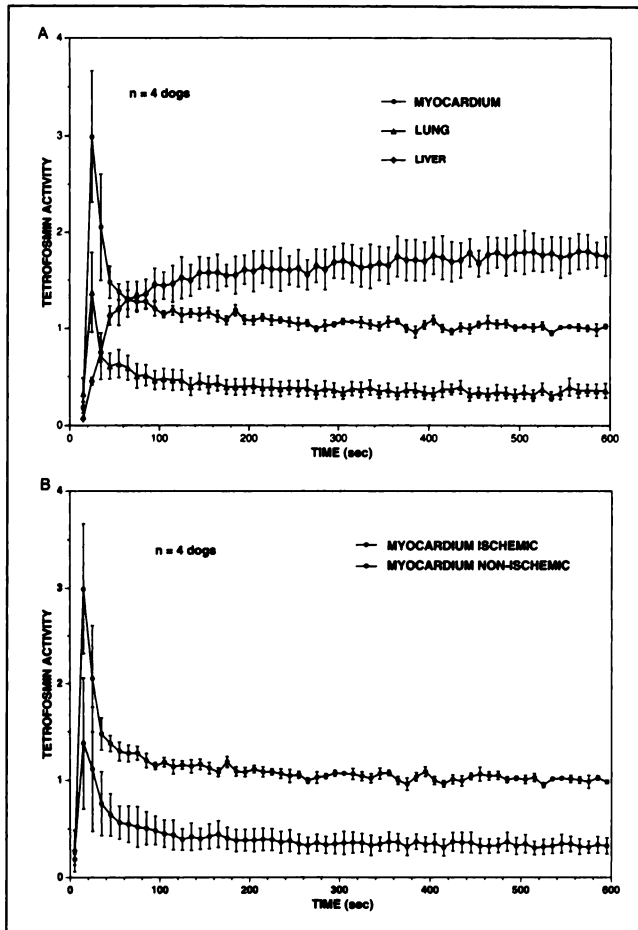 A
4
n = 4 dogs
MYOCARDIUM
LUNG
LIVER
3
2
1
0
TETROFOSMIN ACTIVITY
0
100
200
300
400
500
600
TIME (sec)
B
4
n = 4 dogs
MYOCARDIUM ISCHEMIC
MYOCARDIUM NON-ISCHEMIC
3
2
1
0
TETROFOSMIN ACTIVITY
0
100
200
300
400
500
600
TIME (sec)